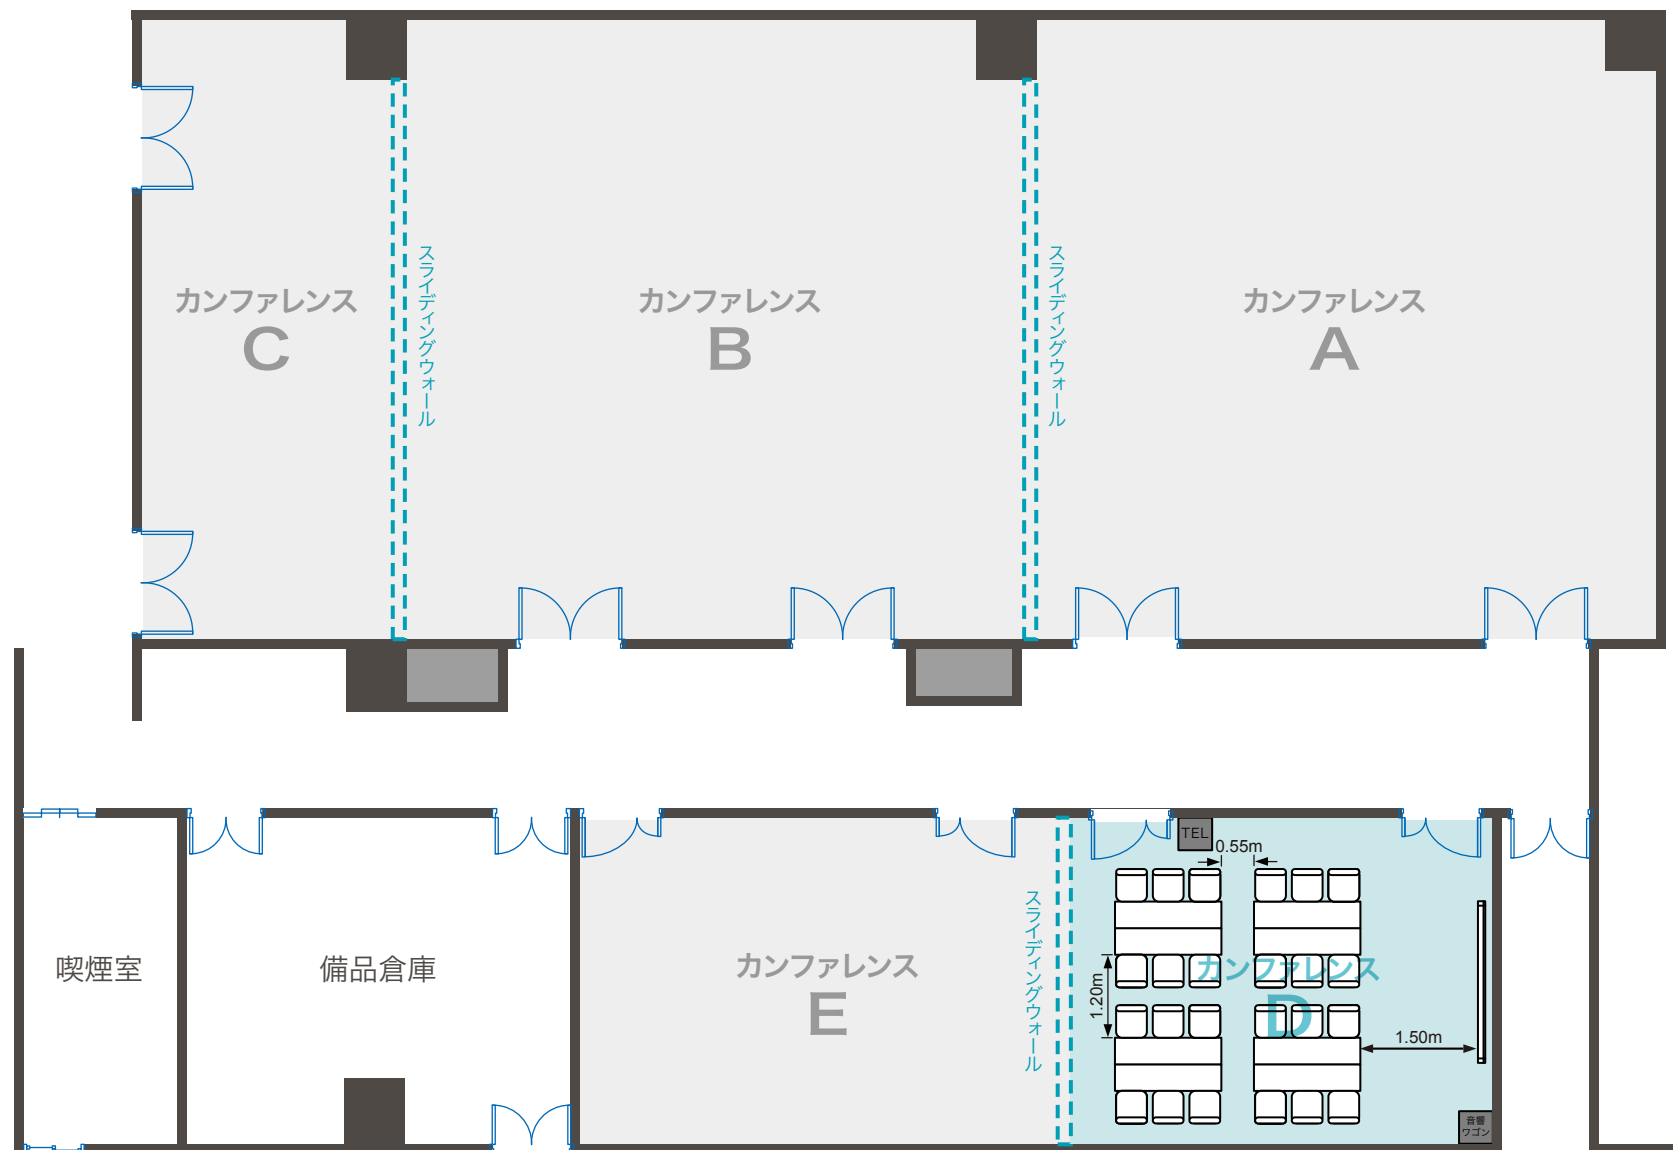 カンファレンス
C
スライディングウォール
カンファレンス
B
スライディングウォール
カンファレンス
A
喫煙室
備品倉庫
カンファレンス
E
スライディングウォール
TEL
0.55m
カンファレンス
D
1.20m
1.50m
音響
ワゴン